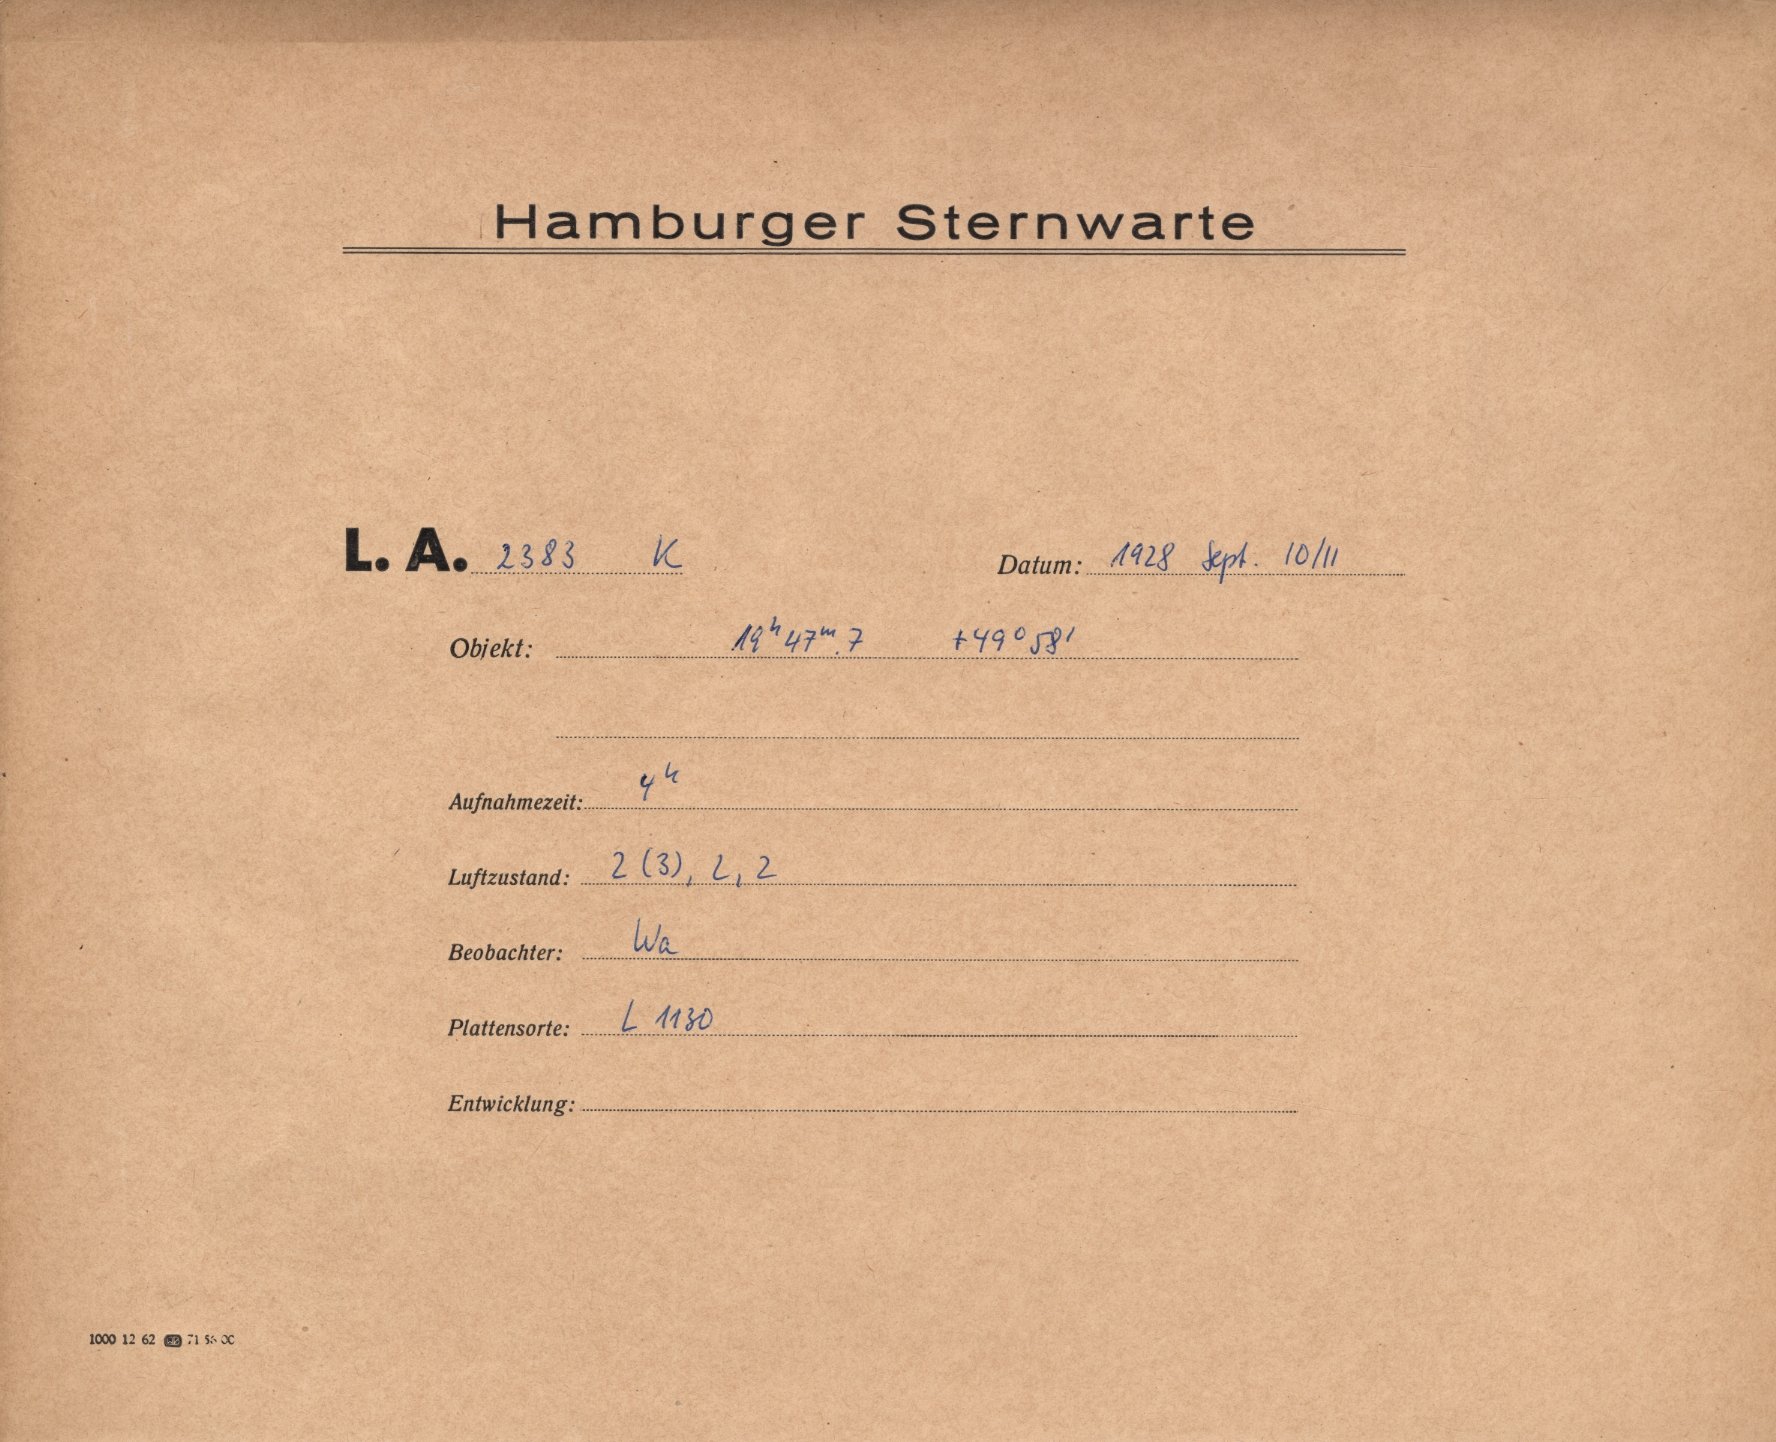 Hamburger Sternwarte
L. A. 2383 K Datum: 1928 Sept. 10/11
Objekt: 19ʰ 47ᵐ.7 +49° 58'
Aufnahmezeit: 4ʰ
Luftzustand: 2 (3), 2, 2
Beobachter: Wa
Plattensorte: L 1130
Entwicklung:
1000 12 62